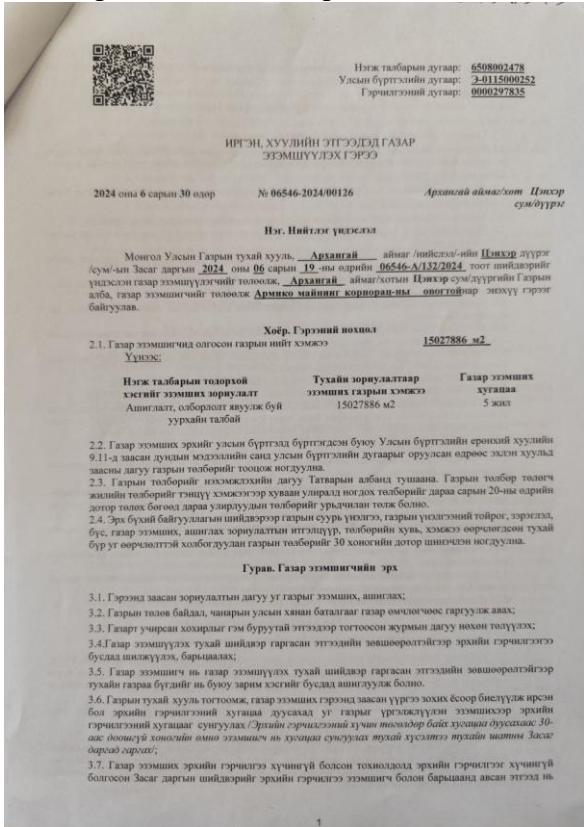 Нэгж талбарын дугаар: 6508002478
Улсын бүртгэлийн дугаар: Э-0115000252
Гэрчилгээний дугаар: 0000297835
ИРГЭН, ХУУЛИЙН ЭТГЭЭДЭД ГАЗАР
ЭЗЭМШҮҮЛЭХ ГЭРЭЭ
2024 оны 6 сарын 30 өдөр № 06546-2024/00126 Архангай аймаг/хот Цэнхэр
сум/дүүрэг
Нэг. Нийтлэг үндэслэл
Монгол Улсын Газрын тухай хууль, Архангай аймаг /нийслэл/-ийн Цэнхэр дүүрэг
/сум/-ын Засаг даргын 2024 оны 06 сарын 19 -ны өдрийн 06546-А/132/2024 тоот шийдвэрийг
үндэслэн газар эзэмшүүлэгчийг төлөөлж, Архангай аймаг/хотын Цэнхэр сум/дүүргийн Газрын
алба, газар эзэмшигчийг төлөөлж Армико майнинг корпораци-ны овогтойнар энэхүү гэрээг
байгуулав.
Хоёр. Гэрээний нөхцөл
2.1. Газар эзэмшигчид олгосон газрын нийт хэмжээ 15027886 м2
Үүнээс:
Нэгж талбарын тодорхой Тухайн зориулалтаар Газар эзэмших
хэсгийг эзэмших зориулалт эзэмших газрын хэмжээ хугацаа
Ашиглалт, олборлолт явуулж буй 15027886 м2 5 жил
уурхайн талбай
2.2. Газар эзэмших эрхийг улсын бүртгэлд бүртгэгдсэн буюу Улсын бүртгэлийн ерөнхий хуулийн
9.11-д заасан дундын мэдээллийн санд улсын бүртгэлийн дугаарыг оруулсан өдрөөс эхлэн хуульд
заасны дагуу газрын төлбөрийг тооцож ногдуулна.
2.3. Газрын төлбөрийг нэхэмжлэхийн дагуу Татварын албанд тушаана. Газрын төлбөр төлөгч
жилийн төлбөрийг тэнцүү хэмжээгээр хуваан улиралд ногдох төлбөрийг дараа сарын 20-ны өдрийн
дотор төлөх бөгөөд дараа улирлуудын төлбөрийг урьдчилан төлж болно.
2.4. Эрх бүхий байгууллагын шийдвэрээр газрын суурь үнэлгээ, газрын үнэлгээний тойрог, зэрэглэл,
бүс, газар эзэмших, ашиглах зориулалтын итгэлцүүр, төлбөрийн хувь, хэмжээ өөрчлөгдсөн тухай
бүр уг өөрчлөлттэй холбогдуулан газрын төлбөрийг 30 хоногийн дотор шинэчлэн ногдуулна.
Гурав. Газар эзэмшигчийн эрх
3.1. Гэрээнд заасан зориулалтын дагуу уг газрыг эзэмших, ашиглах;
3.2. Газрын төлөв байдал, чанарын улсын хянан баталгааг газар өмчлөгчөөс гаргуулж авах;
3.3. Газарт учирсан хохирлыг гэм буруутай этгээдээр тогтоосон журмын дагуу нөхөн төлүүлэх;
3.4.Газар эзэмшүүлэх тухай шийдвэр гаргасан этгээдийн зөвшөөрөлтэйгээр эрхийн гэрчилгээгээ
бусдад шилжүүлэх, барьцаалах;
3.5. Газар эзэмшигч нь газар эзэмшүүлэх тухай шийдвэр гаргасан этгээдийн зөвшөөрөлтэйгээр
тухайн газраа бүгдийг нь буюу зарим хэсгийг бусдад ашиглуулж болно.
3.6. Газрын тухай хууль тогтоомж, газар эзэмших гэрээнд заасан үүргээ зохих ёсоор биелүүлж ирсэн
бол эрхийн гэрчилгээний хугацаа дуусахад уг газрыг үргэлжлүүлэн эзэмшихээр эрхийн
гэрчилгээний хугацааг сунгуулах /Эрхийн гэрчилгээний хүчин төгөлдөр байх хугацаа дуусахаас 30-
аас доошгүй хоногийн өмнө эзэмшигч нь хугацаа сунгуулах тухай хүсэлтээ тухайн шатны Засаг
даргад гаргах/;
3.7. Газар эзэмших эрхийн гэрчилгээ хүчингүй болсон тохиолдолд эрхийн гэрчилгээг хүчингүй
болгосон Засаг даргын шийдвэрийг эрхийн гэрчилгээ эзэмшигч болон барьцаанд авсан этгээд нь
1